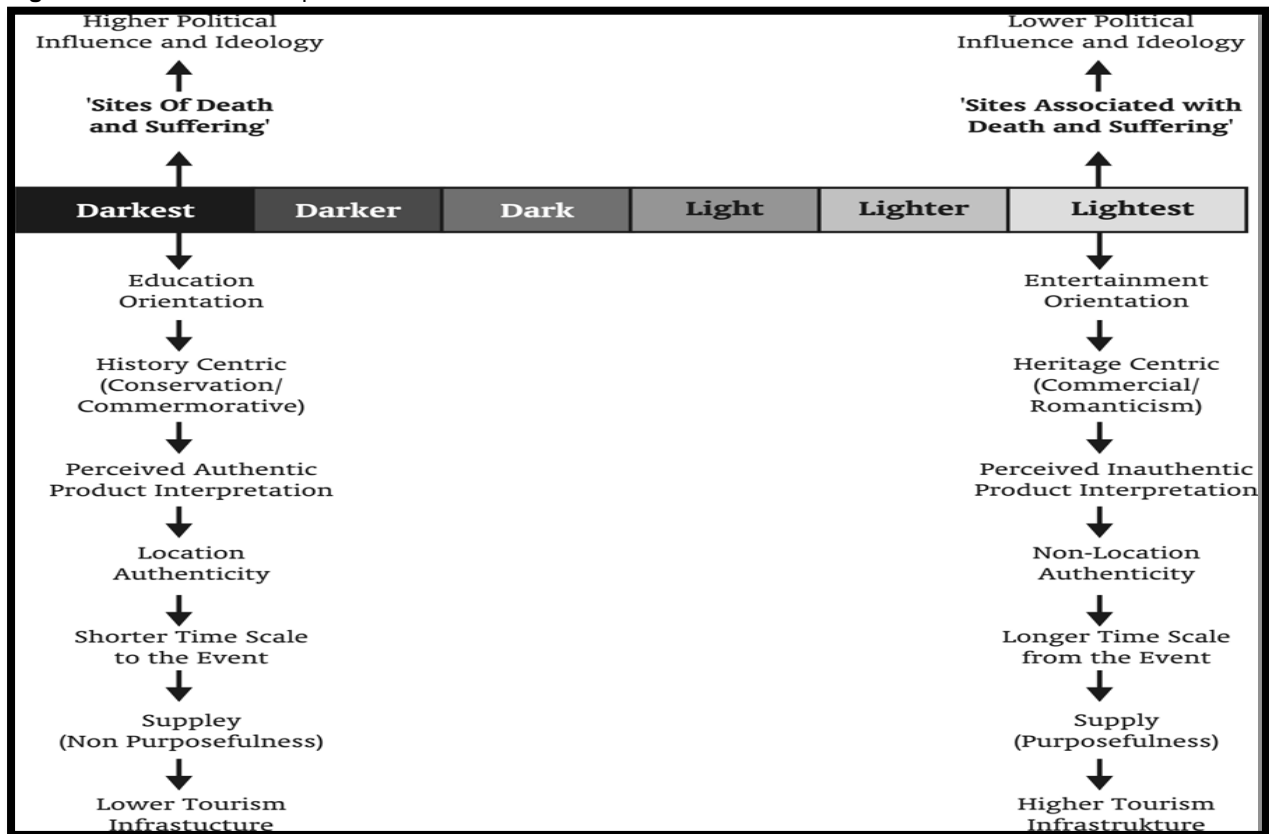 Higher Political
Influence and Ideology
Lower Political
Influence and Ideology
'Sites Of Death
and Suffering'
'Sites Associated with
Death and Suffering'
Darkest Darker Dark Light Lighter Lightest
Education
Orientation
Entertainment
Orientation
History Centric
(Conservation/
Commermorative)
Heritage Centric
(Commercial/
Romanticism)
Perceived Authentic
Product Interpretation
Perceived Inauthentic
Product Interpretation
Location
Authenticity
Non-Location
Authenticity
Shorter Time Scale
to the Event
Longer Time Scale
from the Event
Suppley
(Non Purposefulness)
Supply
(Purposefulness)
Lower Tourism
Infrastucture
Higher Tourism
Infrastrukture